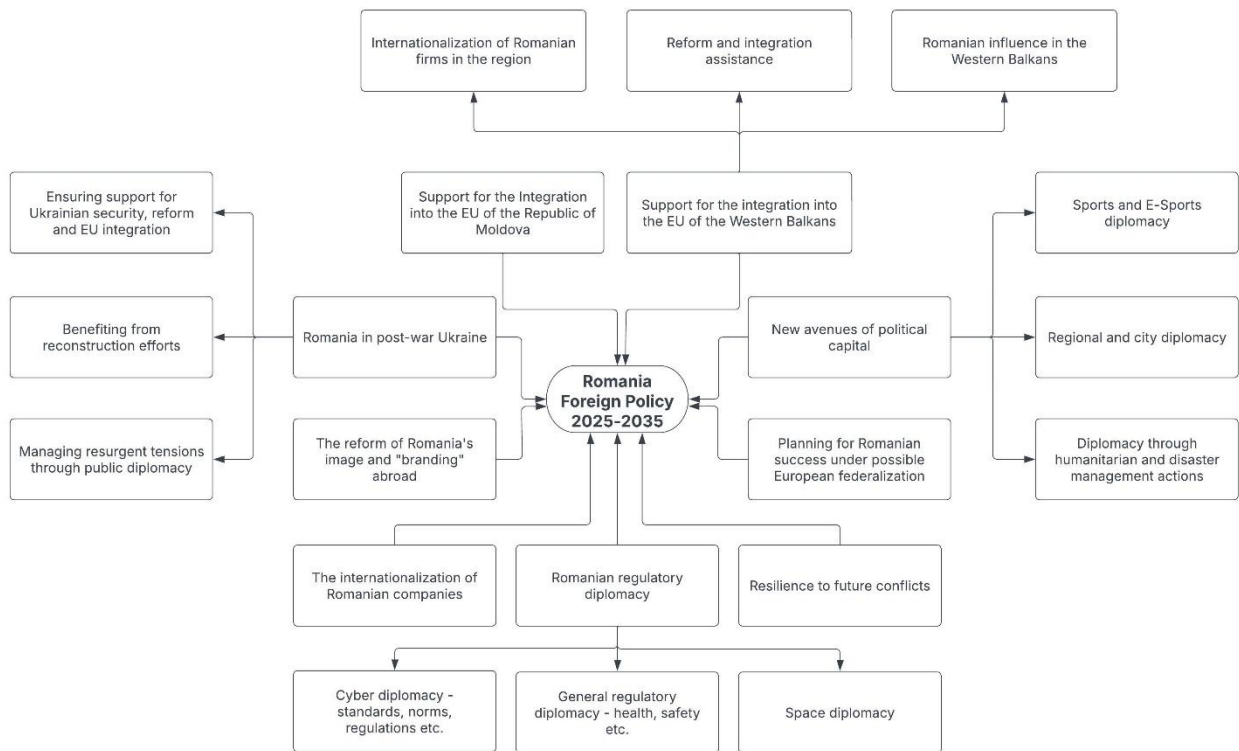 Internationalization of Romanian
firms in the region
Reform and integration
assistance
Romanian influence in the
Western Balkans
Ensuring support for
Ukrainian security, reform
and EU integration
Support for the Integration
into the EU of the Republic of
Moldova
Support for the integration into
the EU of the Western Balkans
Sports and E-Sports
diplomacy
Benefiting from
reconstruction efforts
Romania in post-war Ukraine
New avenues of political
capital
Regional and city diplomacy
Romania
Foreign Policy
2025-2035
Managing resurgent tensions
through public diplomacy
The reform of Romania's
image and "branding"
abroad
Planning for Romanian
success under possible
European federalization
Diplomacy through
humanitarian and disaster
management actions
The internationalization of
Romanian companies
Romanian regulatory
diplomacy
Resilience to future conflicts
Cyber diplomacy -
standards, norms,
regulations etc.
General regulatory
diplomacy - health, safety
etc.
Space diplomacy